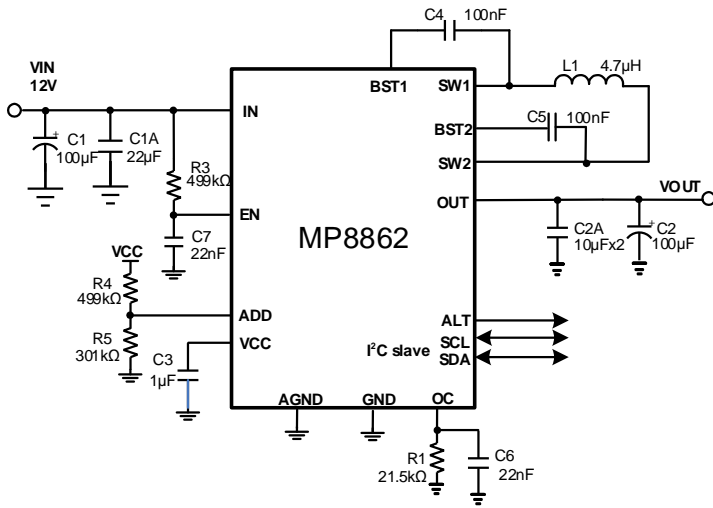 C4
100nF
VIN
12V
BST1
SW1
L1
4.7µH
IN
C5
100nF
C1
100µF
C1A
22µF
BST2
R3
499kΩ
SW2
OUT
VOUT
EN
C7
22nF
MP8862
C2A
10µFx2
C2
100µF
VCC
R4
499kΩ
ADD
ALT
R5
301kΩ
VCC
SCL
I²C slave
SDA
C3
1µF
AGND
GND
OC
R1
21.5kΩ
C6
22nF